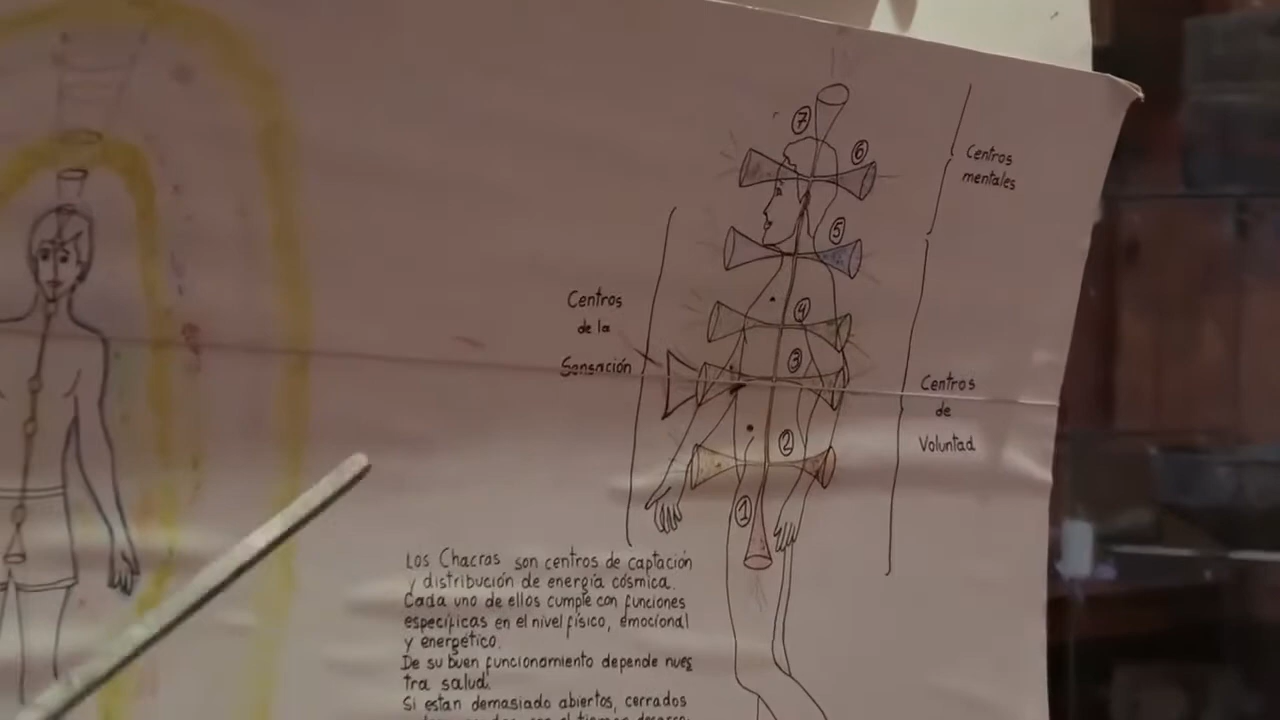 7
6
Centros
mentales
5
Centros
de la
Sensación
4
3
Centros
de
Voluntad
2
1
Los Chacras son centros de captación
y distribución de energía cósmica.
Cada uno de ellos cumple con funciones
específicas en el nivel físico, emocional
y energético.
De su buen funcionamiento depende nues
tra salud.
Si estan demasiado abiertos, cerrados